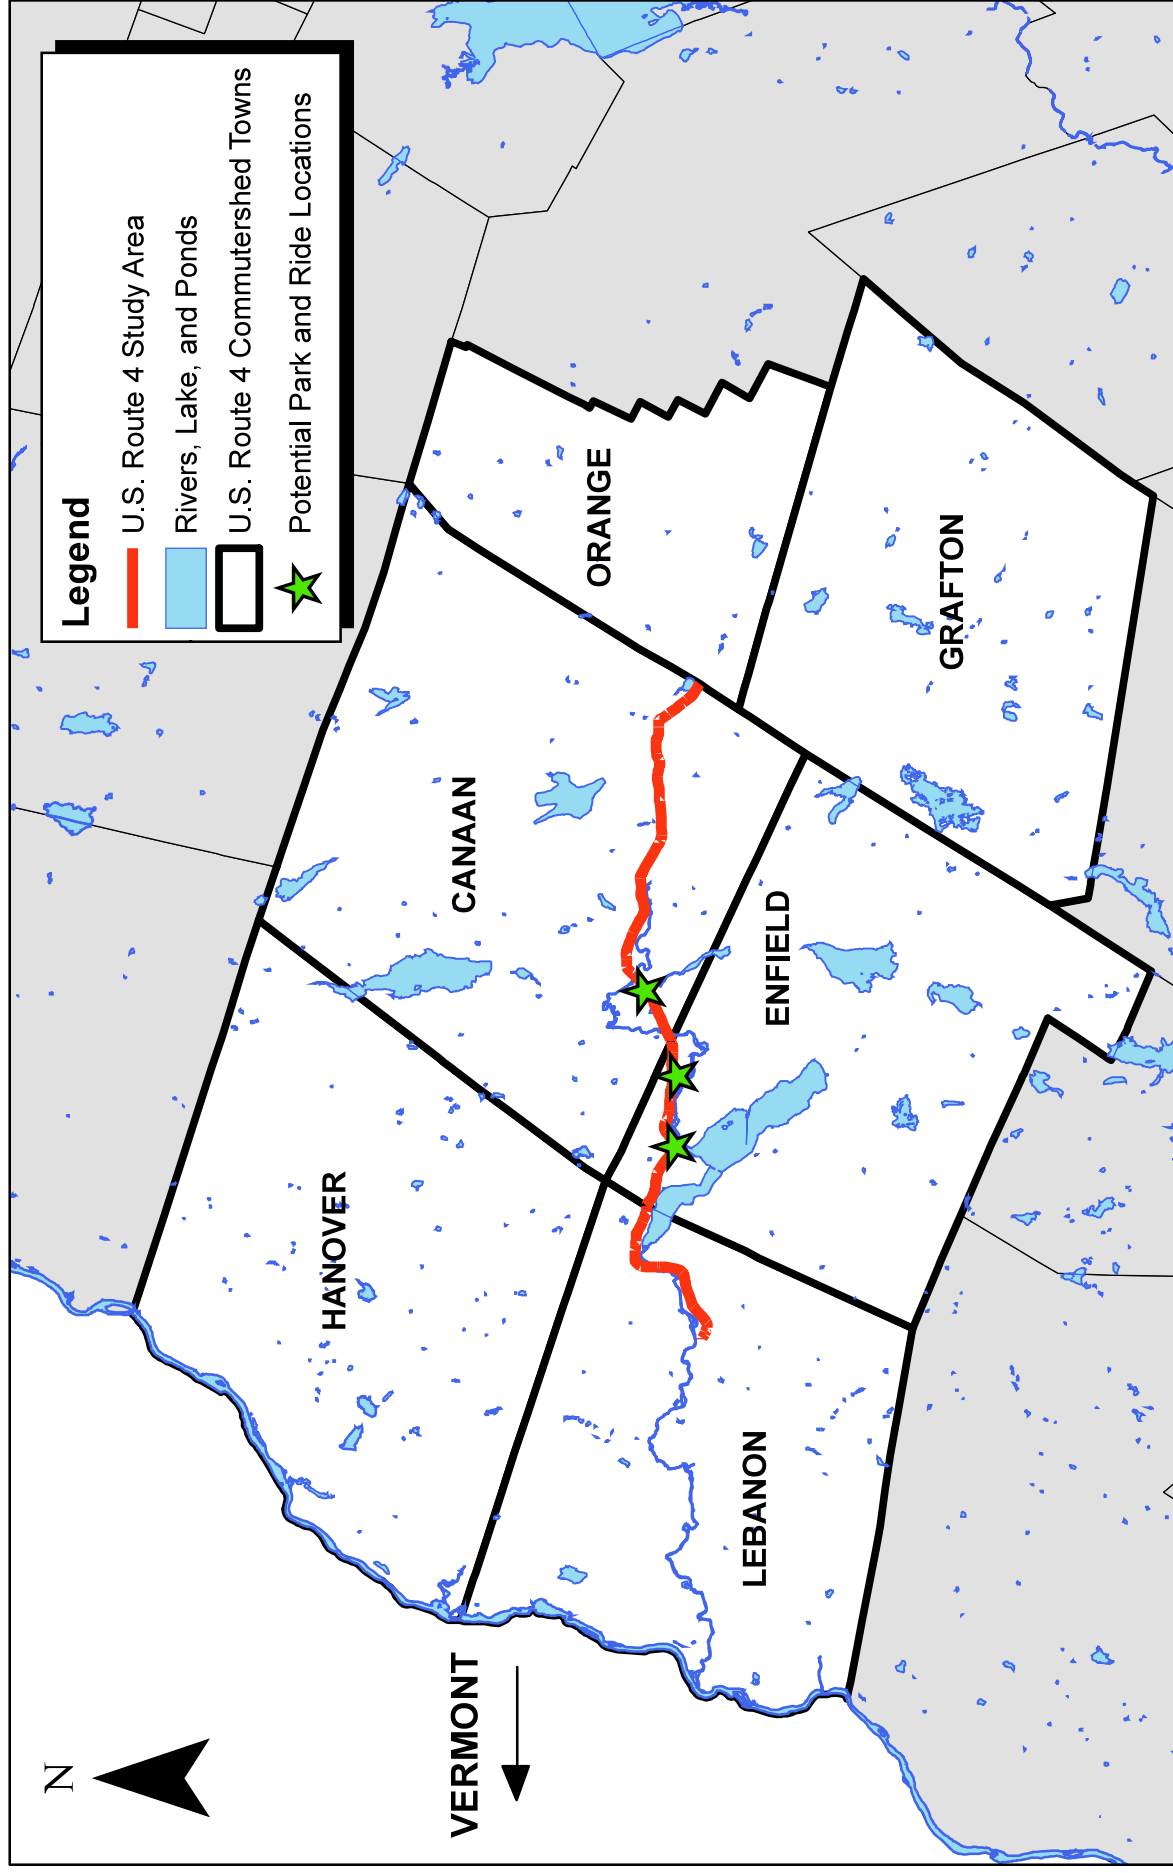 Legend
U.S. Route 4 Study Area
Rivers, Lake, and Ponds
U.S. Route 4 Commutershed Towns
Potential Park and Ride Locations
N
VERMONT
HANOVER
CANAAN
ORANGE
LEBANON
ENFIELD
GRAFTON